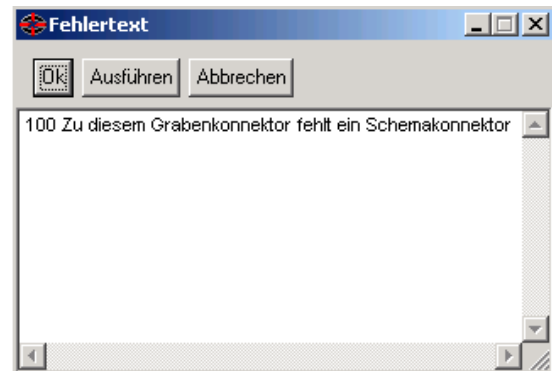 Fehlertext
Ok Ausführen Abbrechen
100 Zu diesem Grabenkonnektor fehlt ein Schemakonnektor